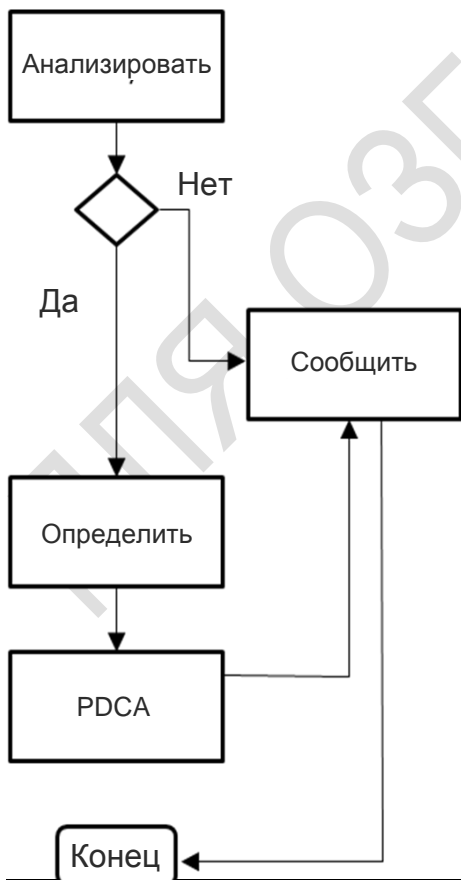 Анализировать
Нет
Да
Сообщить
Определить
PDCA
Конец